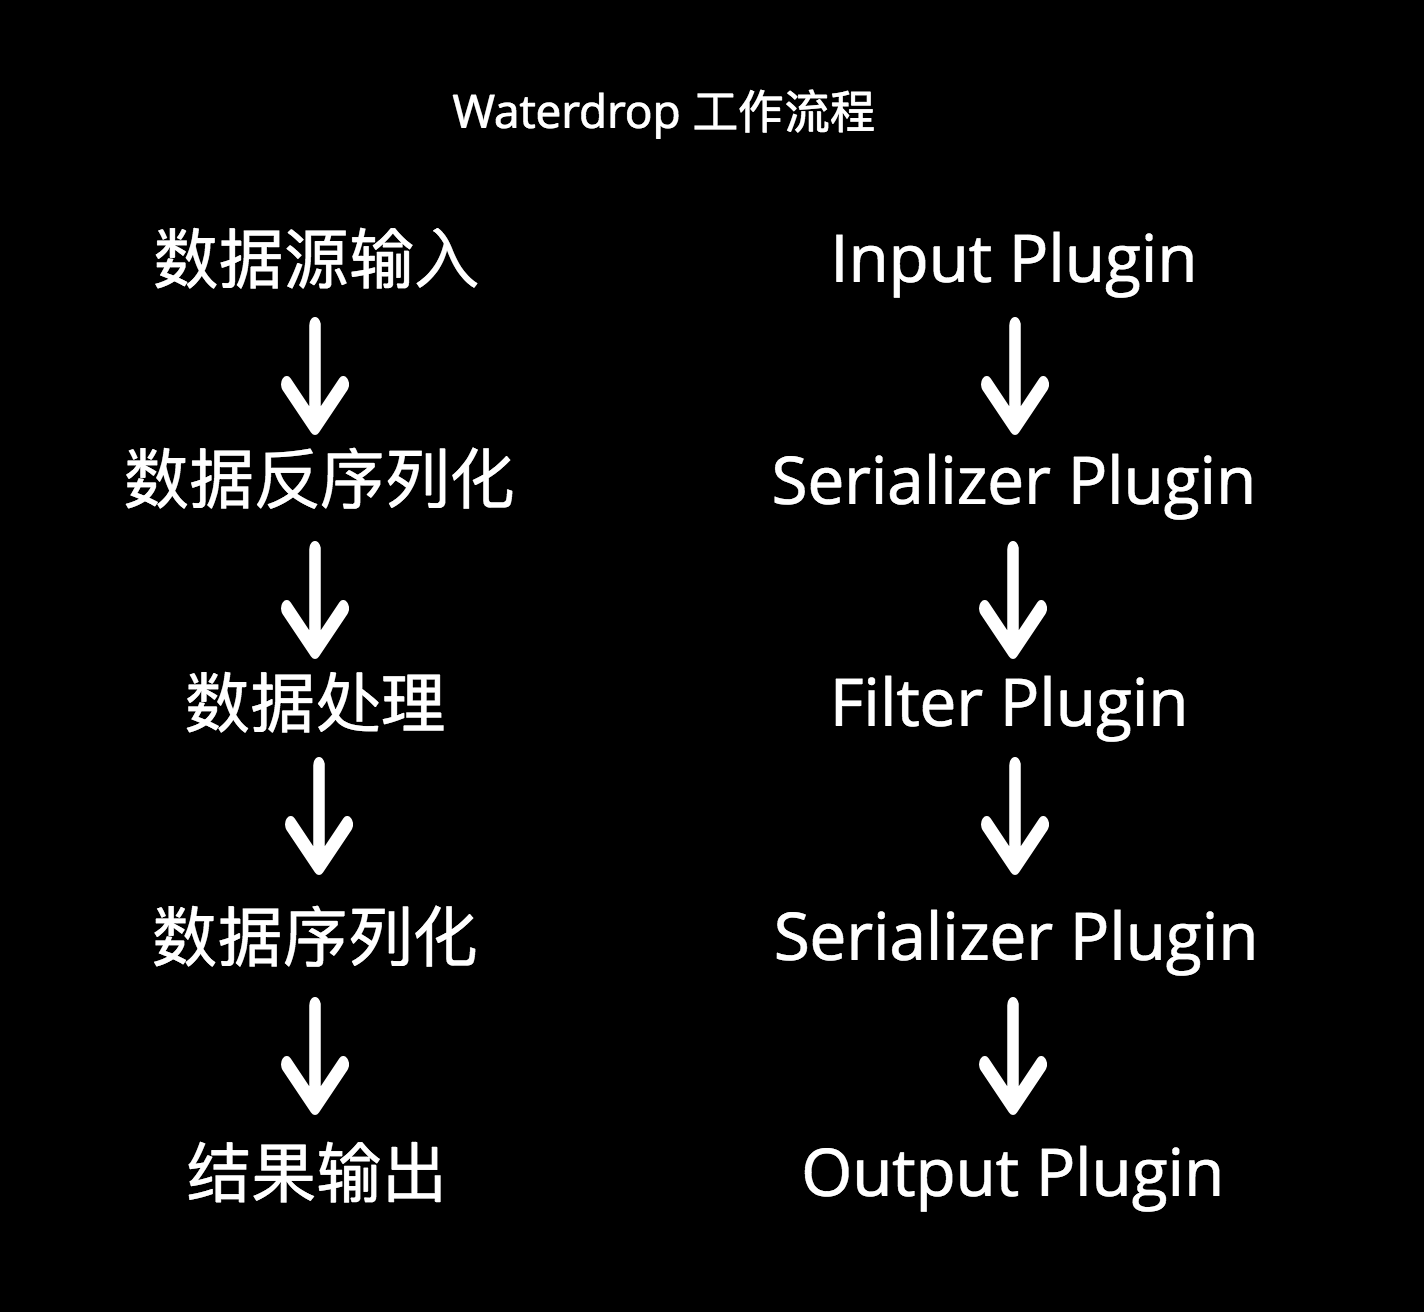 Waterdrop 工作流程
数据源输入
Input Plugin
数据反序列化
Serializer Plugin
数据处理
Filter Plugin
数据序列化
Serializer Plugin
结果输出
Output Plugin